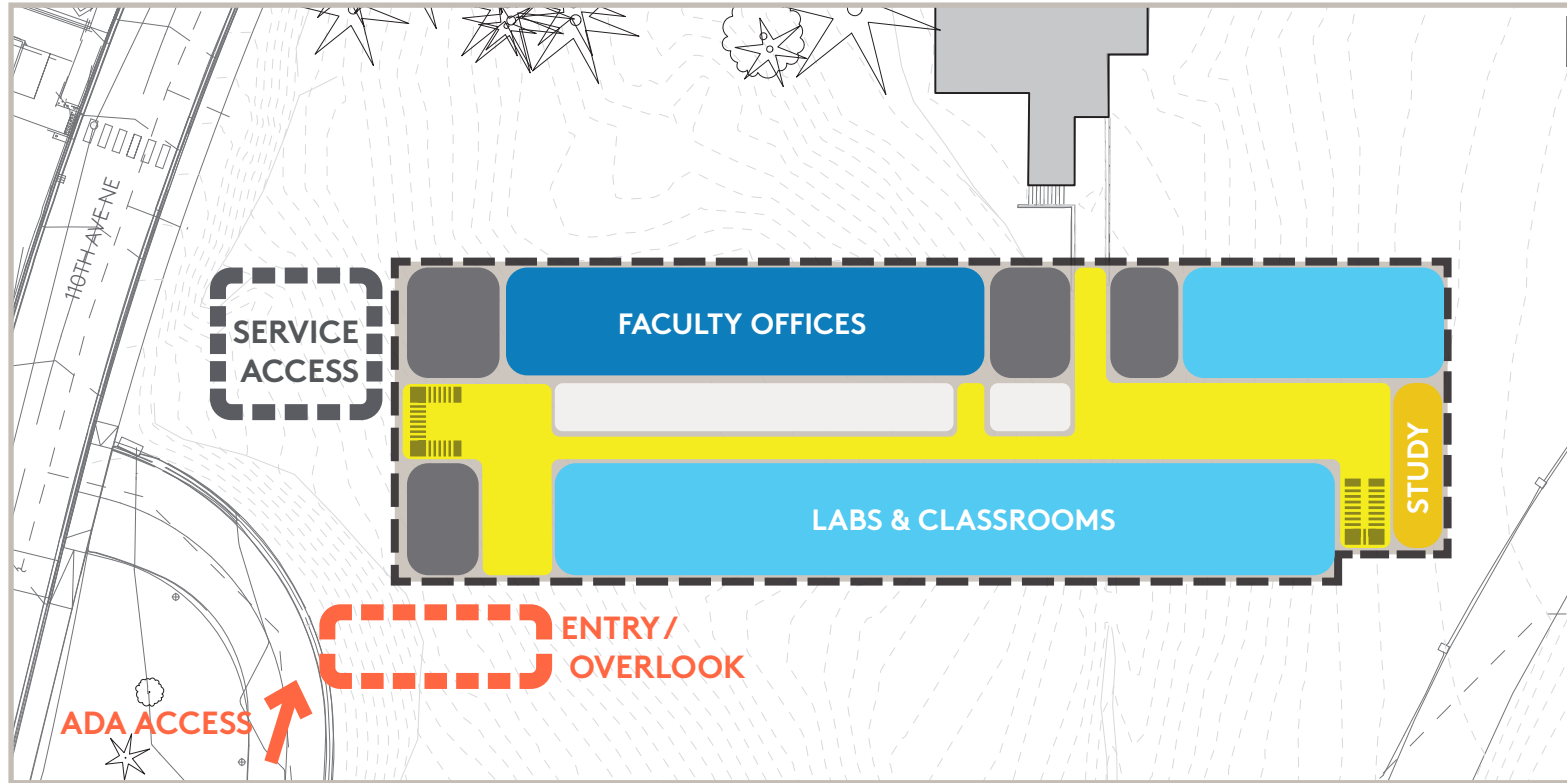 110TH AVE NE
SERVICE
ACCESS
FACULTY OFFICES
STUDY
LABS & CLASSROOMS
ENTRY/
OVERLOOK
ADA ACCESS